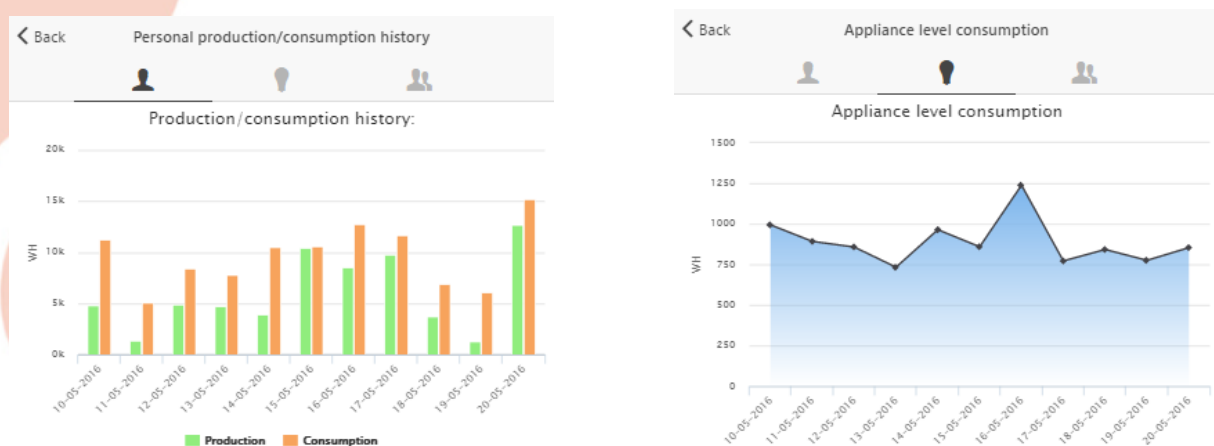 Back
Personal production/consumption history
Production/consumption history:
20k
15k
10k
5k
0k
WH
10-05-2016
11-05-2016
12-05-2016
13-05-2016
14-05-2016
15-05-2016
16-05-2016
17-05-2016
18-05-2016
19-05-2016
20-05-2016
Production Consumption
Back
Appliance level consumption
Appliance level consumption
1500
1250
1000
750
500
250
0
WH
10-05-2016
11-05-2016
12-05-2016
13-05-2016
14-05-2016
15-05-2016
16-05-2016
17-05-2016
18-05-2016
19-05-2016
20-05-2016